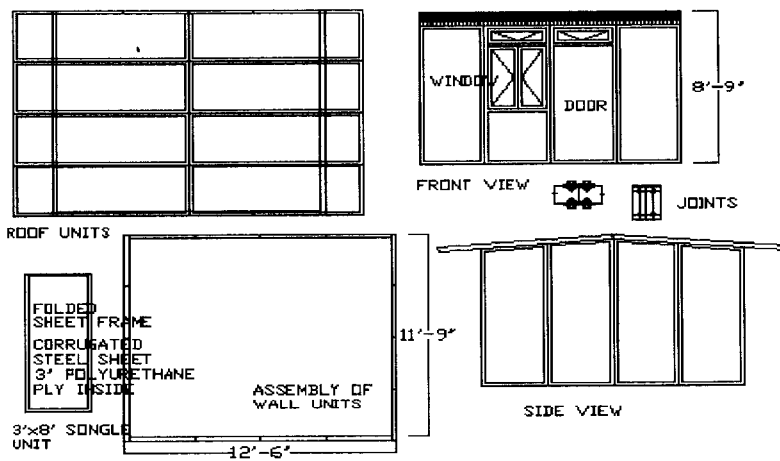 WINDOW
DOOR
8'-9"
FRONT VIEW
JOINTS
ROOF UNITS
FOLDED
SHEET FRAME
CORRUGATED
STEEL SHEET
3' POLYURETHANE
PLY INSIDE
3'x8' SONGLE
UNIT
ASSEMBLY OF
WALL UNITS
11'-9"
12'-6"
SIDE VIEW